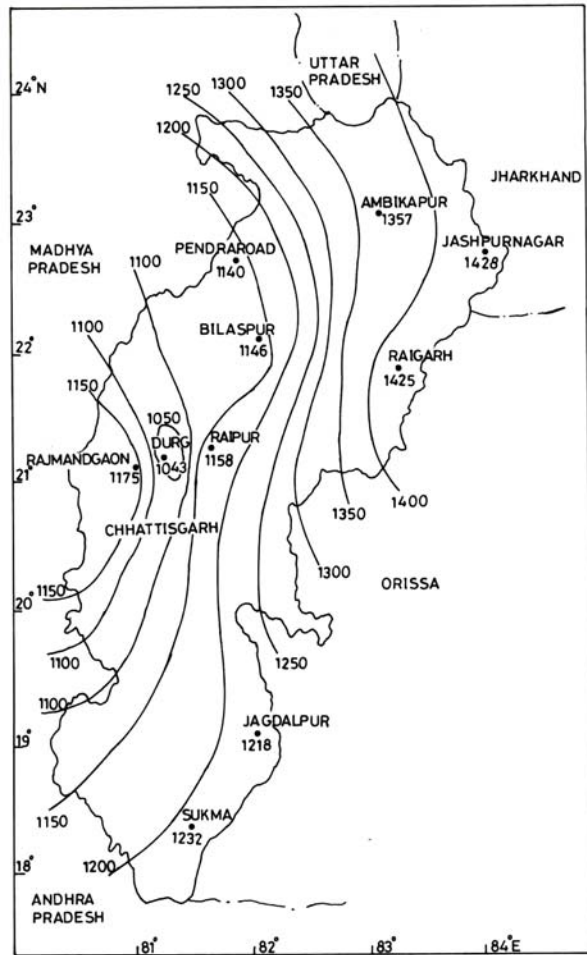 UTTAR
PRADESH
24°N
1250
1300
1350
1200
JHARKHAND
1150
AMBIKAPUR
1357
23°
JASHPURNAGAR
1428
MADHYA
PRADESH
PENDRAROAD
1140
1100
BILASPUR
1146
22°
1100
RAIGARH
1425
1150
1050
DURG
1043
RAIPUR
1158
RAJMANDGAON
1175
21°
1400
1350
CHHATTISGARH
1300
ORISSA
1150
20°
1100
1250
1100
JAGDALPUR
1218
19°
1150
SUKMA
1232
1200
18°
ANDHRA
PRADESH
81°
82°
83°
84°E